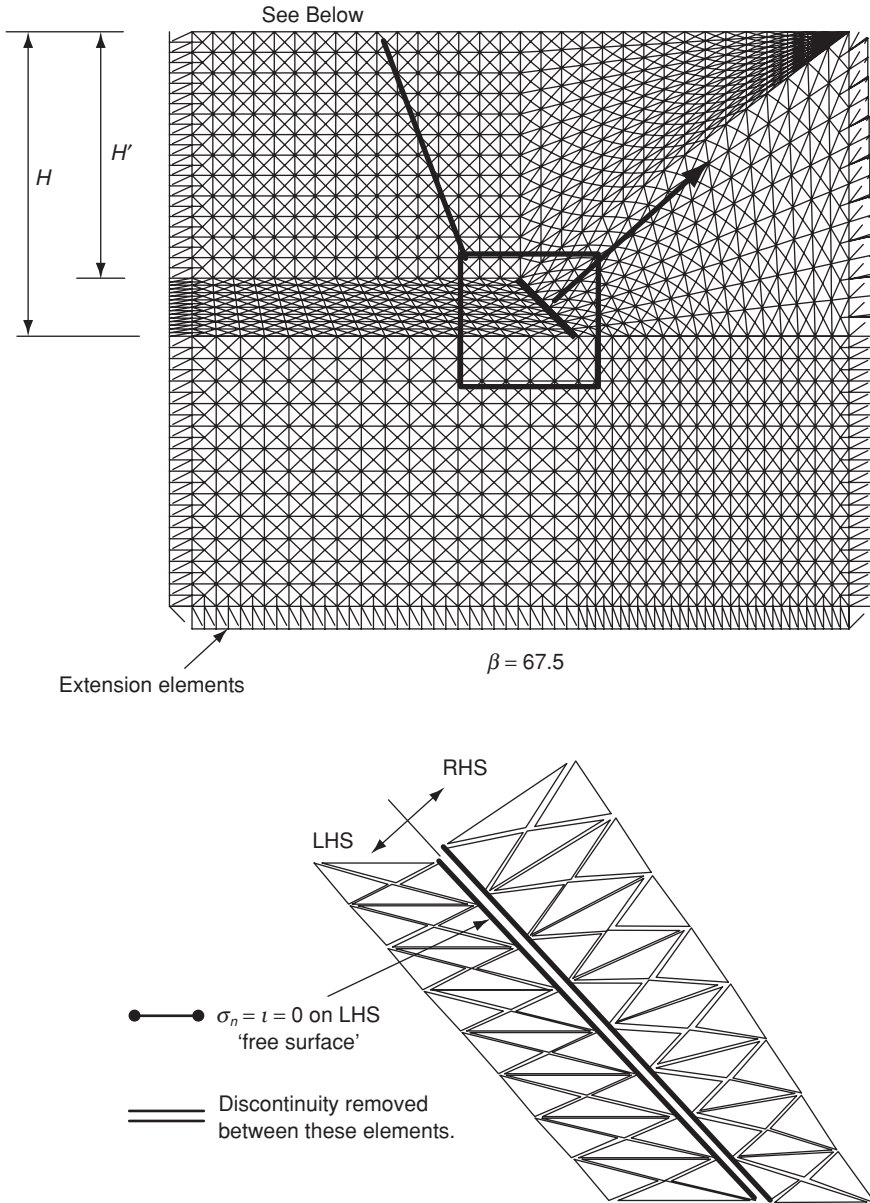 See Below
H
H′
Extension elements
β = 67.5
RHS
LHS
σn = ι = 0 on LHS
'free surface'
Discontinuity removed
between these elements.